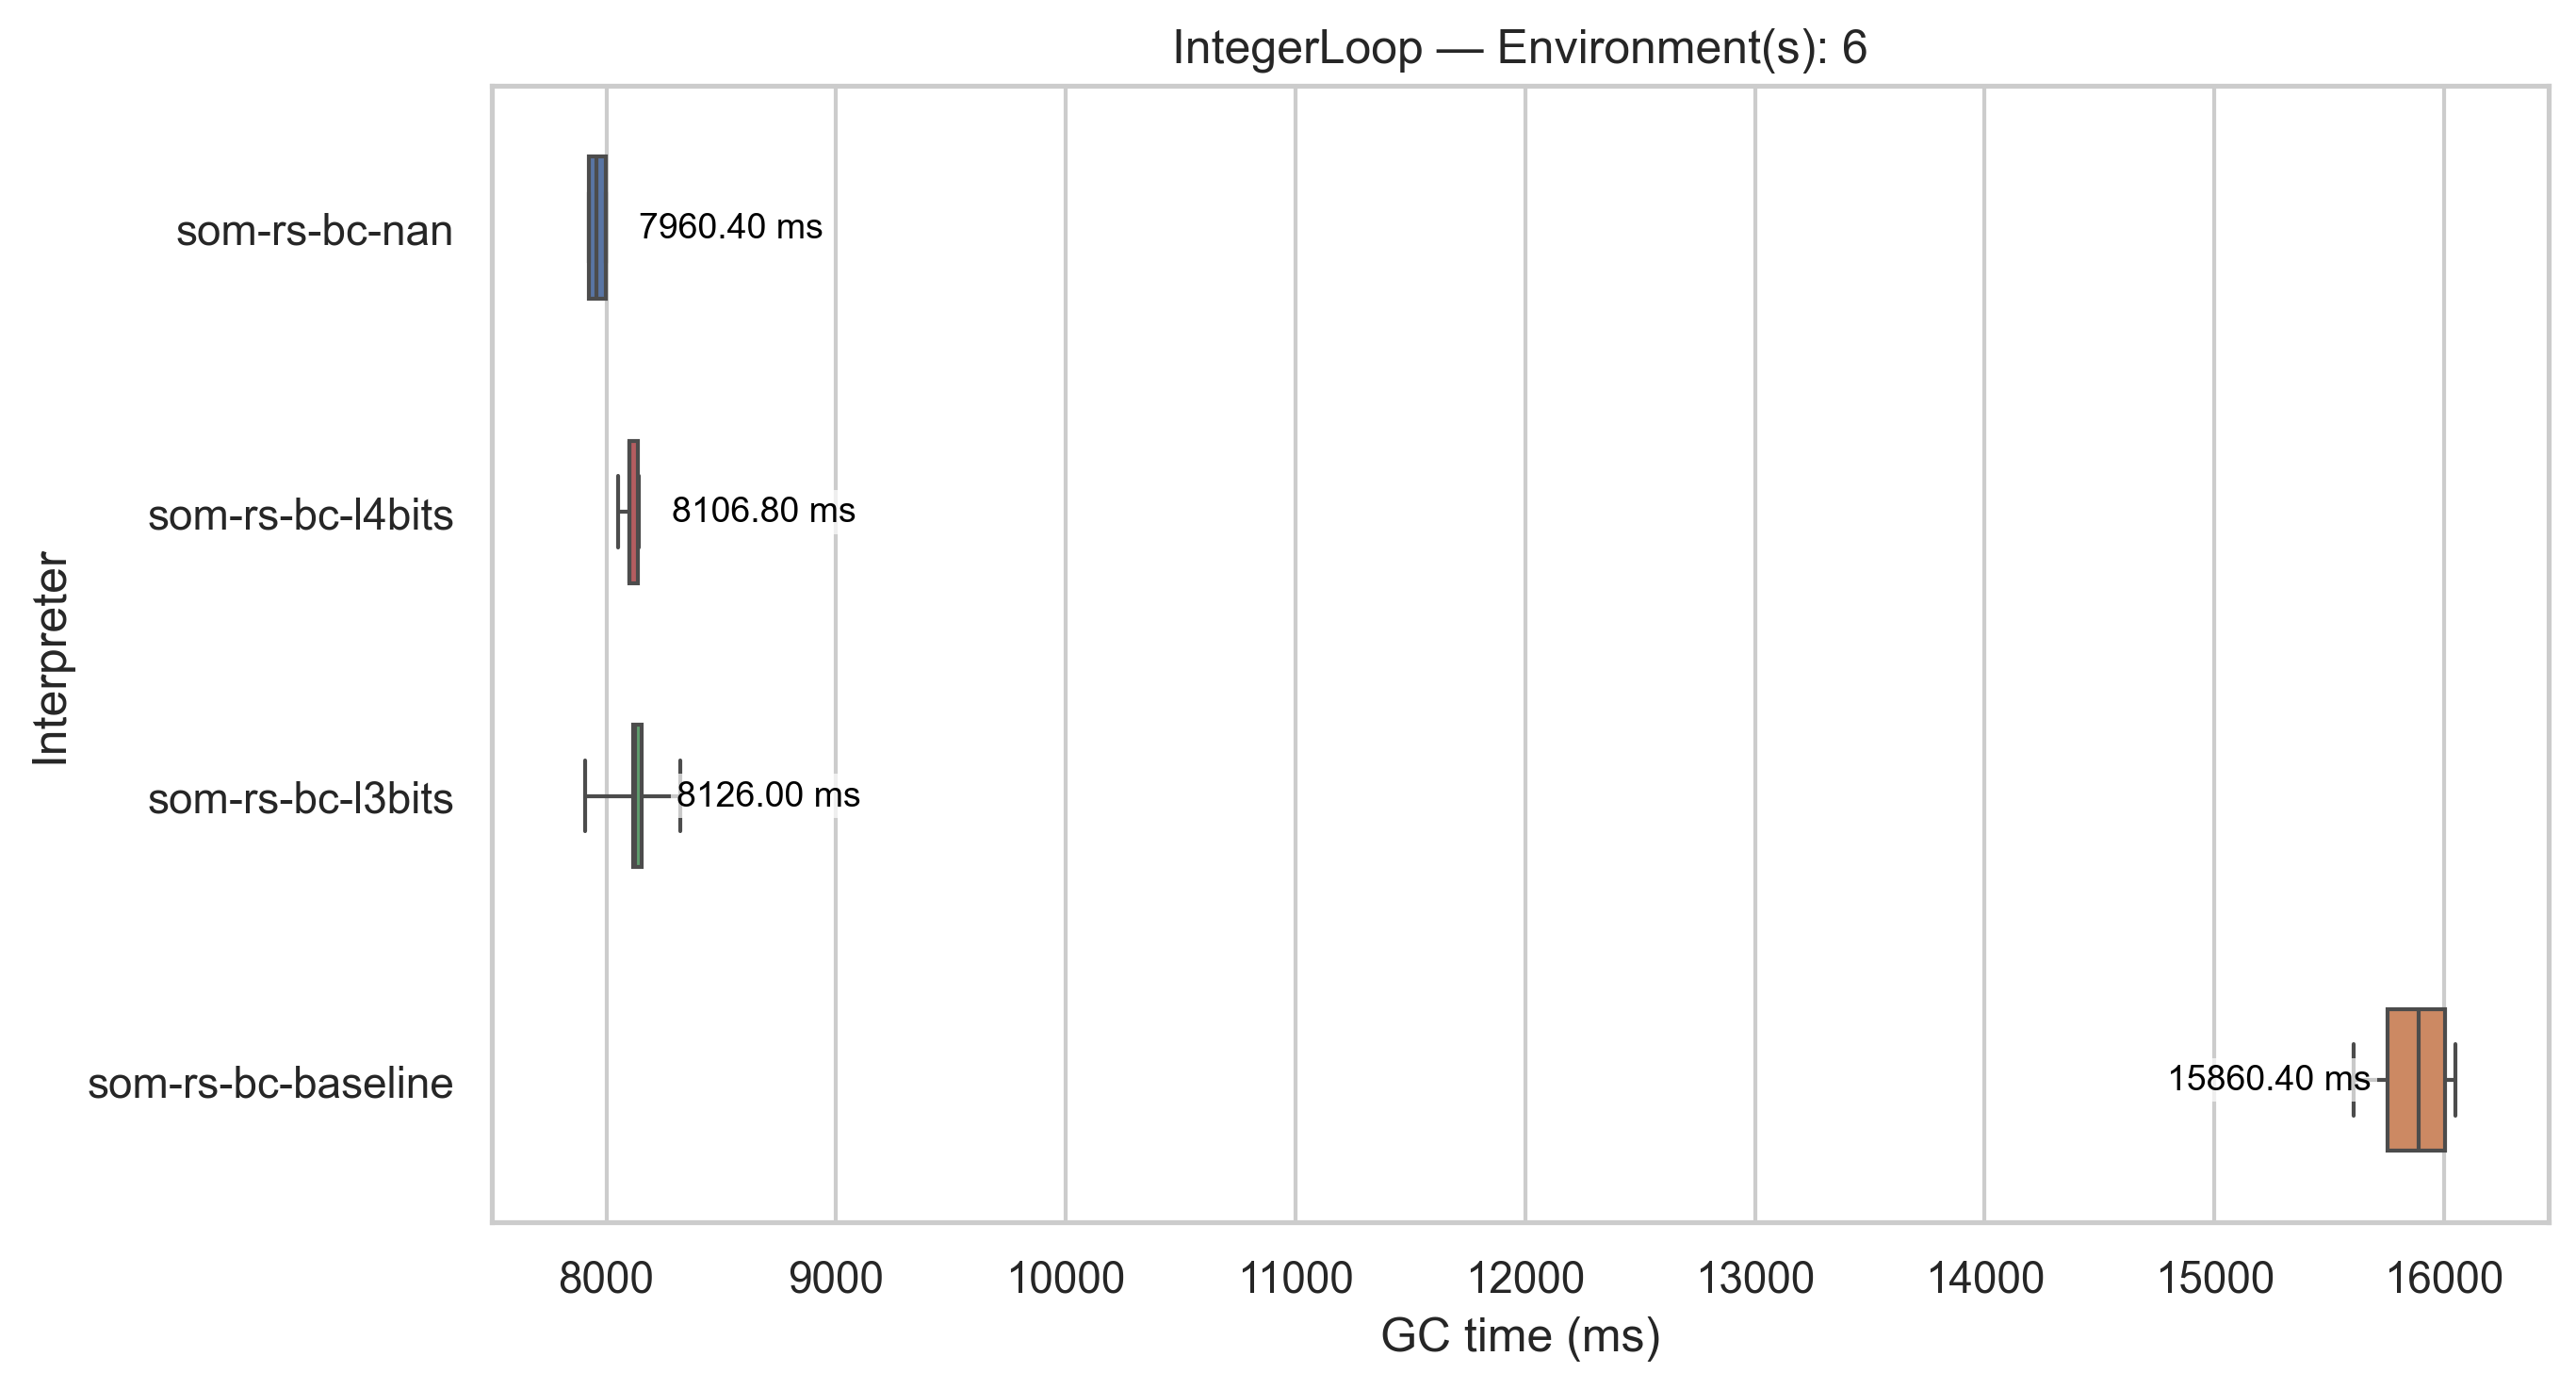 IntegerLoop — Environment(s): 6
som-rs-bc-nan
7960.40 ms
som-rs-bc-l4bits
8106.80 ms
som-rs-bc-l3bits
8126.00 ms
som-rs-bc-baseline
15860.40 ms
Interpreter
8000 9000 10000 11000 12000 13000 14000 15000 16000
GC time (ms)